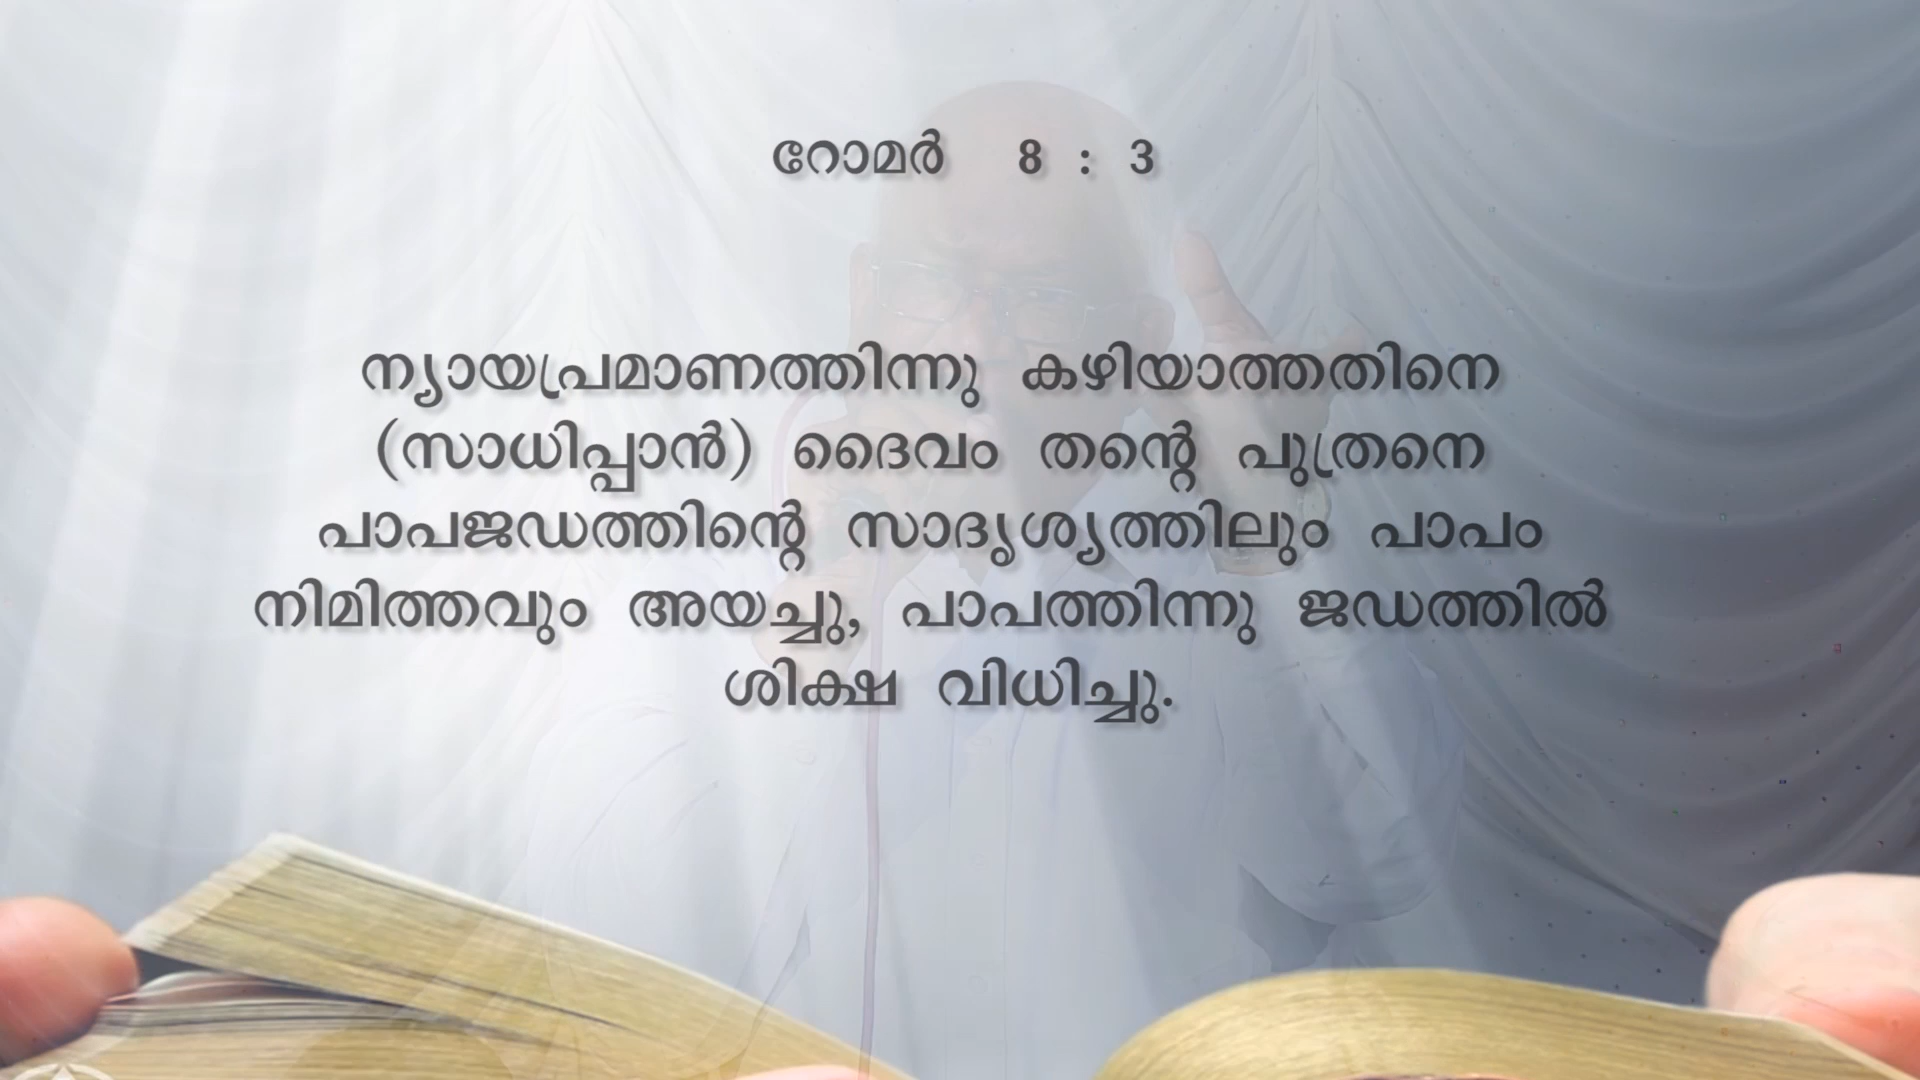 റോമർ 8 : 3
ന്യായപ്രമാണത്തിന്നു കഴിയാത്തതിനെ
(സാധിപ്പാൻ) ദൈവം തന്റെ പുത്രനെ
പാപജഡത്തിന്റെ സാദൃശ്യത്തിലും പാപം
നിമിത്തവും അയച്ചു, പാപത്തിന്നു ജഡത്തിൽ
ശിക്ഷ വിധിച്ചു.